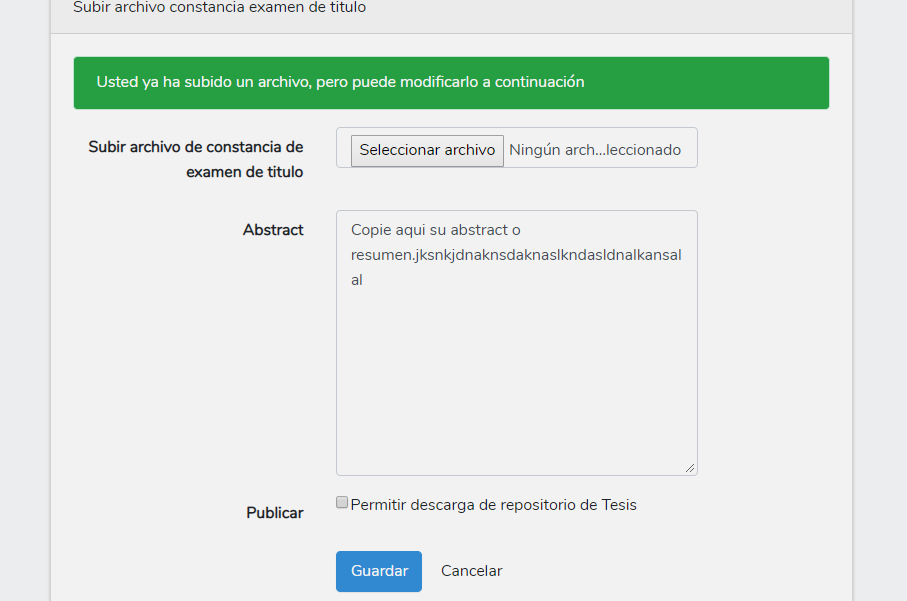 Subir archivo constancia examen de titulo
Usted ya ha subido un archivo, pero puede modificarlo a continuación
Subir archivo de constancia de
examen de titulo
Seleccionar archivo Ningún arch...leccionado
Abstract
Copie aqui su abstract o
resumen.jksnkjdnaknsdaknaslkndasldnalkansal
al
Publicar
Permitir descarga de repositorio de Tesis
Guardar Cancelar